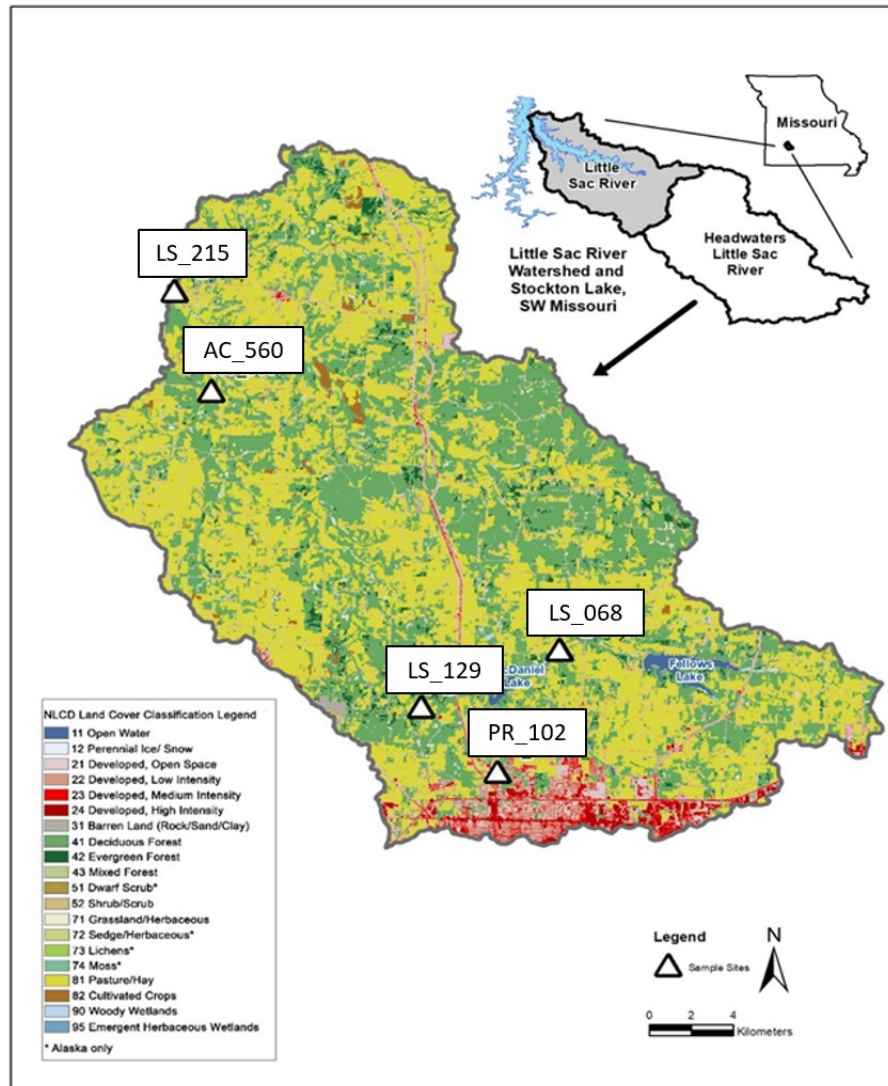 Missouri
Little
Sac River
Headwaters
Little Sac
River
Little Sac River
Watershed and
Stockton Lake,
SW Missouri
LS_215
AC_560
LS_068
Fellows
Lake
LS_129
cDaniel
Lake
PR_102
NLCD Land Cover Classification Legend
11 Open Water
12 Perennial Ice/ Snow
21 Developed, Open Space
22 Developed, Low Intensity
23 Developed, Medium Intensity
24 Developed, High Intensity
31 Barren Land (Rock/Sand/Clay)
41 Deciduous Forest
42 Evergreen Forest
43 Mixed Forest
51 Dwarf Scrub*
52 Shrub/Scrub
71 Grassland/Herbaceous
72 Sedge/Herbaceous*
73 Lichens*
74 Moss*
81 Pasture/Hay
82 Cultivated Crops
90 Woody Wetlands
95 Emergent Herbaceous Wetlands
* Alaska only
Legend
Sample Sites
N
0 2 4
Kilometers